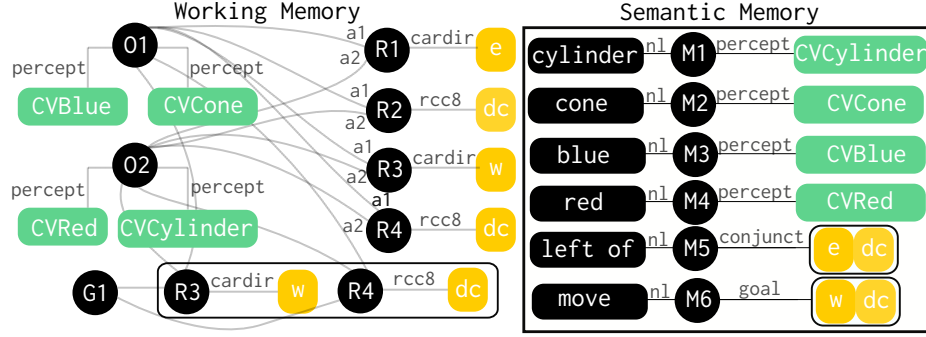 Working Memory
Semantic Memory
O1
percept
percept
CVBlue
CVCone
O2
percept
percept
CVRed
CVCylinder
a1
a2
R1
cardir
e
a1
a2
R2
rcc8
dc
a1
a2
R3
cardir
w
a1
a2
R4
rcc8
dc
G1
R3
cardir
w
R4
rcc8
dc
cylinder nl M1 percept CVCylinder
cone nl M2 percept CVCone
blue nl M3 percept CVBlue
red nl M4 percept CVRed
left of nl M5 conjunct e dc
move nl M6 goal w dc